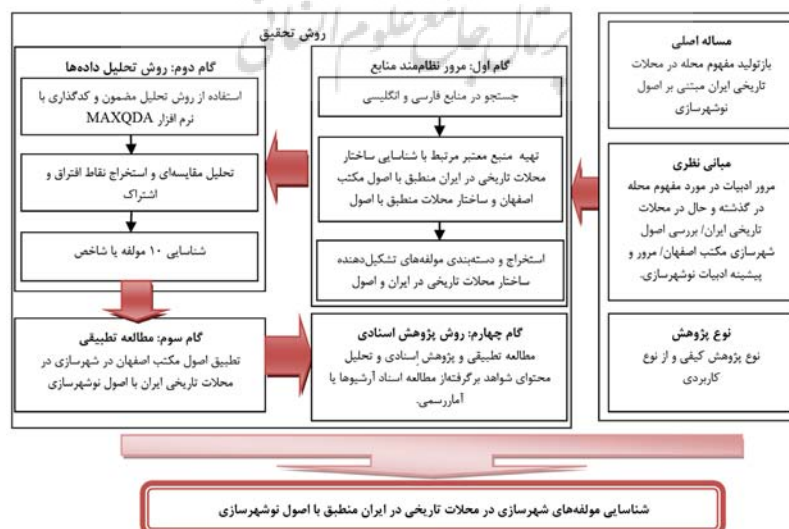 مساله اصلی
بازتولید مفهوم محله در محلات
تاریخی ایران مبتنی بر اصول
نوشهرسازی
مبانی نظری
مرور ادبیات در مورد مفهوم محله
در گذشته و حال در محلات
تاریخی ایران/ بررسی اصول
شهرسازی مکتب اصفهان/ مرور و
پیشینه ادبیات نوشهرسازی.
نوع پژوهش
نوع پژوهش کیفی و از نوع
کاربردی
روش تحقیق
پرتال جامع علوم انسانی
گام اول: مرور نظام‌مند منابع
جستجو در منابع فارسی و انگلیسی
تهیه منبع معتبر مرتبط با شناسایی ساختار
محلات تاریخی در ایران منطبق با اصول مکتب
اصفهان و ساختار محلات منطبق با اصول
استخراج و دسته‌بندی مولفه‌های تشکیل‌دهنده
ساختار محلات تاریخی در ایران و اصول
گام دوم: روش تحلیل داده‌ها
استفاده از روش تحلیل مضمون و کدگذاری با
نرم افزار MAXQDA
تحلیل مقایسه‌ای و استخراج نقاط افتراق و
اشتراک
شناسایی ۱۰ مولفه یا شاخص
گام سوم: مطالعه تطبیقی
تطبیق اصول مکتب اصفهان در شهرسازی در
محلات تاریخی ایران با اصول نوشهرسازی
گام چهارم: روش پژوهش اسنادی
مطالعه تطبیقی و پژوهش اِسنادی و تحلیل
محتوای شواهد برگرفته‌از مطالعه اسناد آرشیوها یا
آماررسمی.
شناسایی مولفه‌های شهرسازی در محلات تاریخی در ایران منطبق با اصول نوشهرسازی